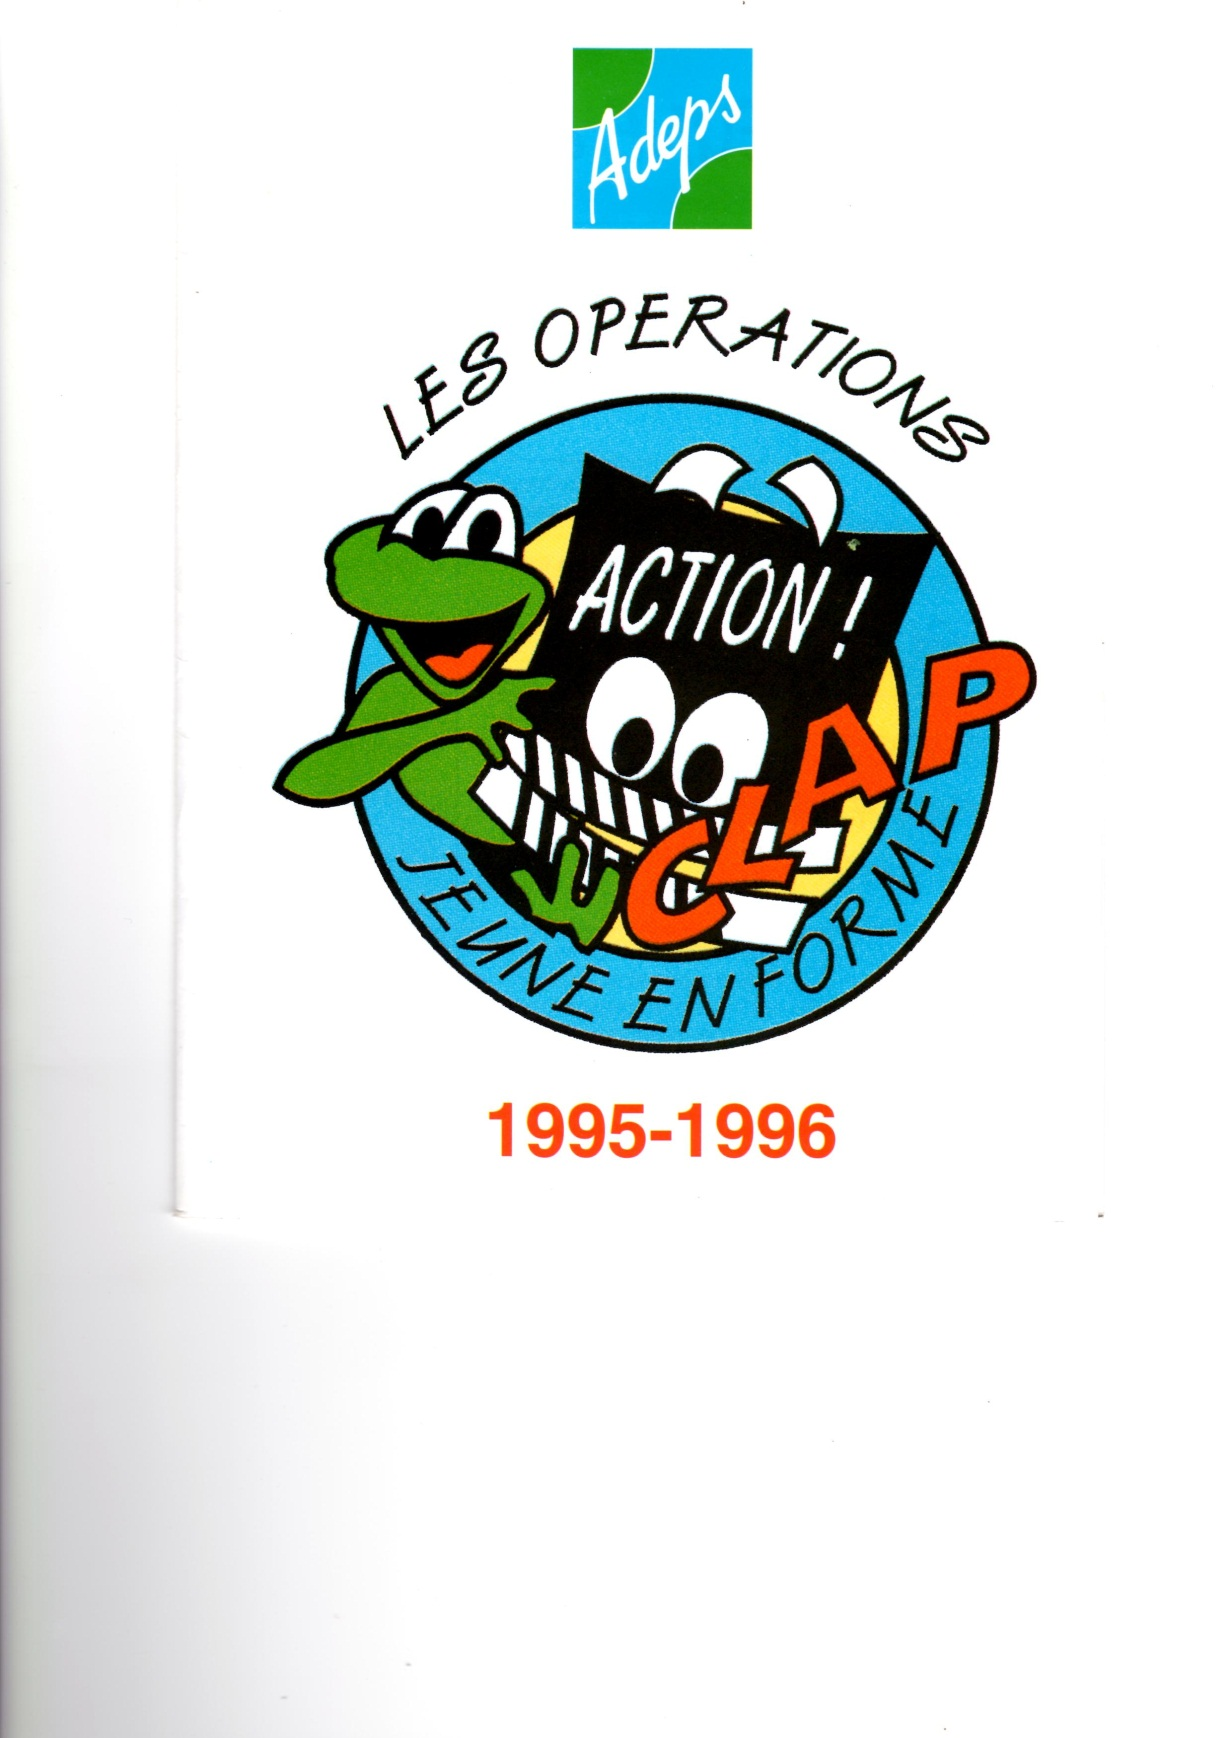 Adeps
LES OPERATIONS
ACTION !
CLAP
JEUNE EN FORME
1995-1996